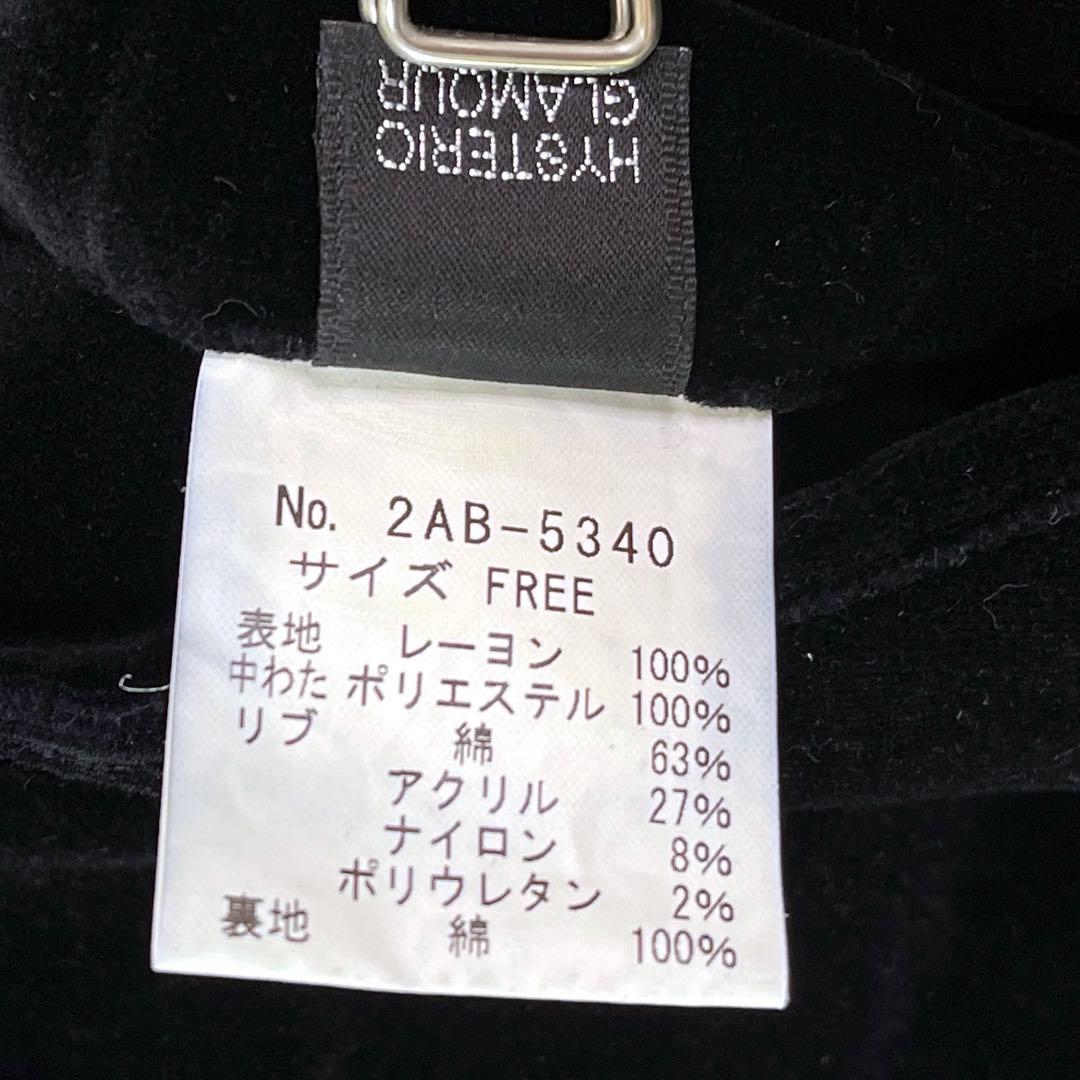 HYSTERIC
GLAMOUR
No. 2AB-5340
サイズ FREE
表地 レーヨン 100%
中わた ポリエステル 100%
リブ 綿 63%
アクリル 27%
ナイロン 8%
ポリウレタン 2%
裏地 綿 100%